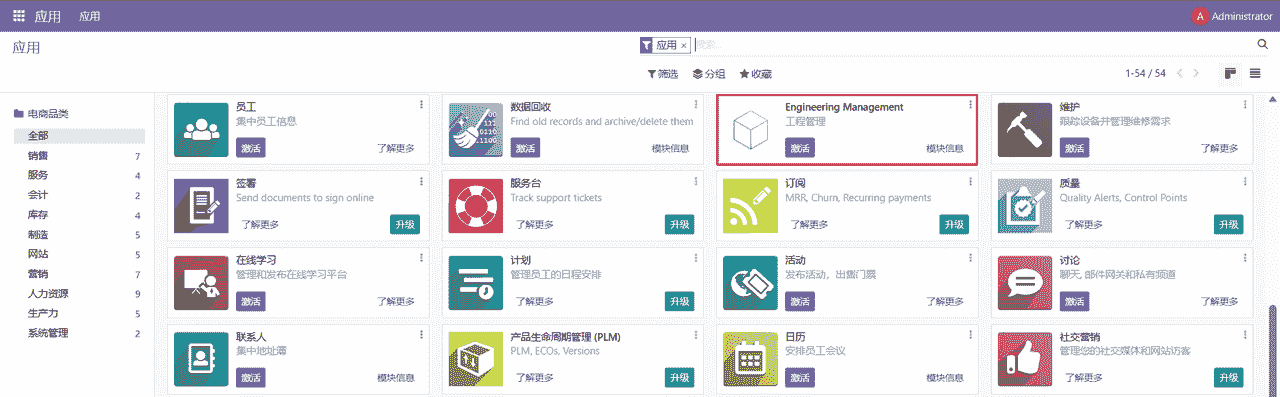 应用 应用 A Administrator
应用 应用 × 搜索...
筛选 分组 收藏 1-54 / 54
电商品类
全部
销售 7
服务 4
会计 2
库存 4
制造 5
网站 5
营销 7
人力资源 9
生产力 5
系统管理 2
员工
集中员工信息
激活 了解更多
数据回收
Find old records and archive/delete them
激活 模块信息
Engineering Management
工程管理
激活 模块信息
维护
跟踪设备并管理维修需求
激活 了解更多
签署
Send documents to sign online
了解更多 升级
服务台
Track support tickets
了解更多 升级
订阅
MRR, Churn, Recurring payments
了解更多 升级
质量
Quality Alerts, Control Points
了解更多 升级
在线学习
管理和发布在线学习平台
激活 了解更多
计划
管理员工的日程安排
了解更多 升级
活动
发布活动，出售门票
激活 了解更多
讨论
聊天, 邮件网关和私有频道
激活 了解更多
联系人
集中地址薄
激活 模块信息
产品生命周期管理 (PLM)
PLM, ECOs, Versions
了解更多 升级
日历
安排员工会议
激活 模块信息
社交营销
管理您的社交媒体和网站访客
了解更多 升级